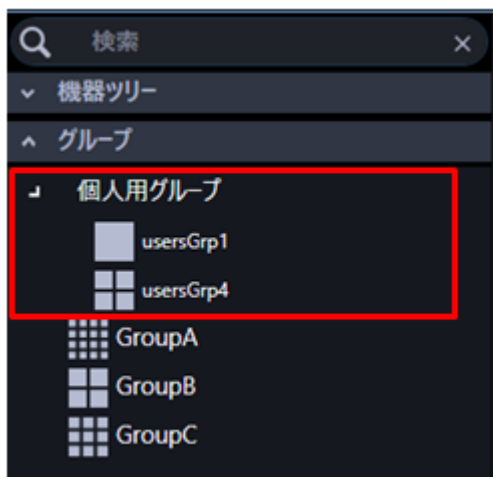 検索
機器ツリー
グループ
個人用グループ
usersGrp1
usersGrp4
GroupA
GroupB
GroupC